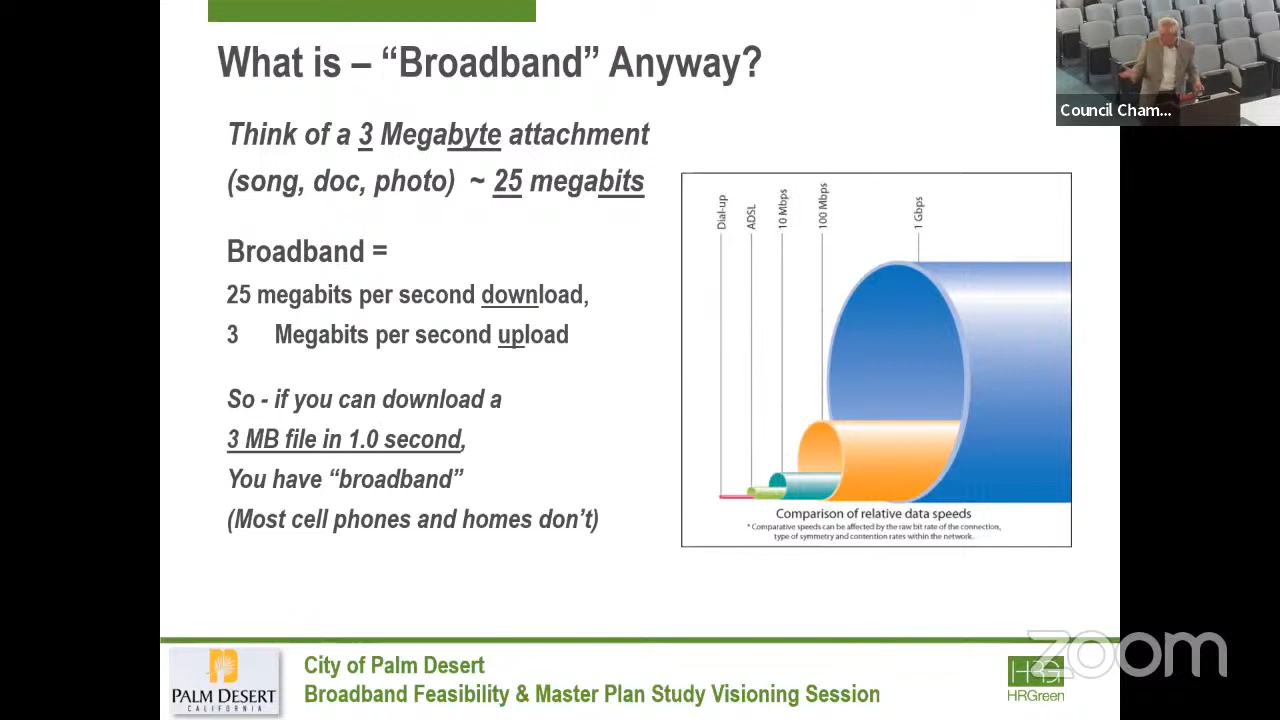 What is – “Broadband” Anyway?
Council Cham...
Think of a 3 Megabyte attachment
(song, doc, photo) ~ 25 megabits
Broadband =
25 megabits per second download,
3 Megabits per second upload
So - if you can download a
3 MB file in 1.0 second,
You have “broadband”
(Most cell phones and homes don’t)
Dial-up
ADSL
10 Mbps
100 Mbps
1 Gbps
Comparison of relative data speeds
* Comparative speeds can be affected by the raw bit rate of the connection,
type of symmetry and contention rates within the network.
PALM DESERT
CALIFORNIA
City of Palm Desert
Broadband Feasibility & Master Plan Study Visioning Session
HRG
HRGreen
zoom